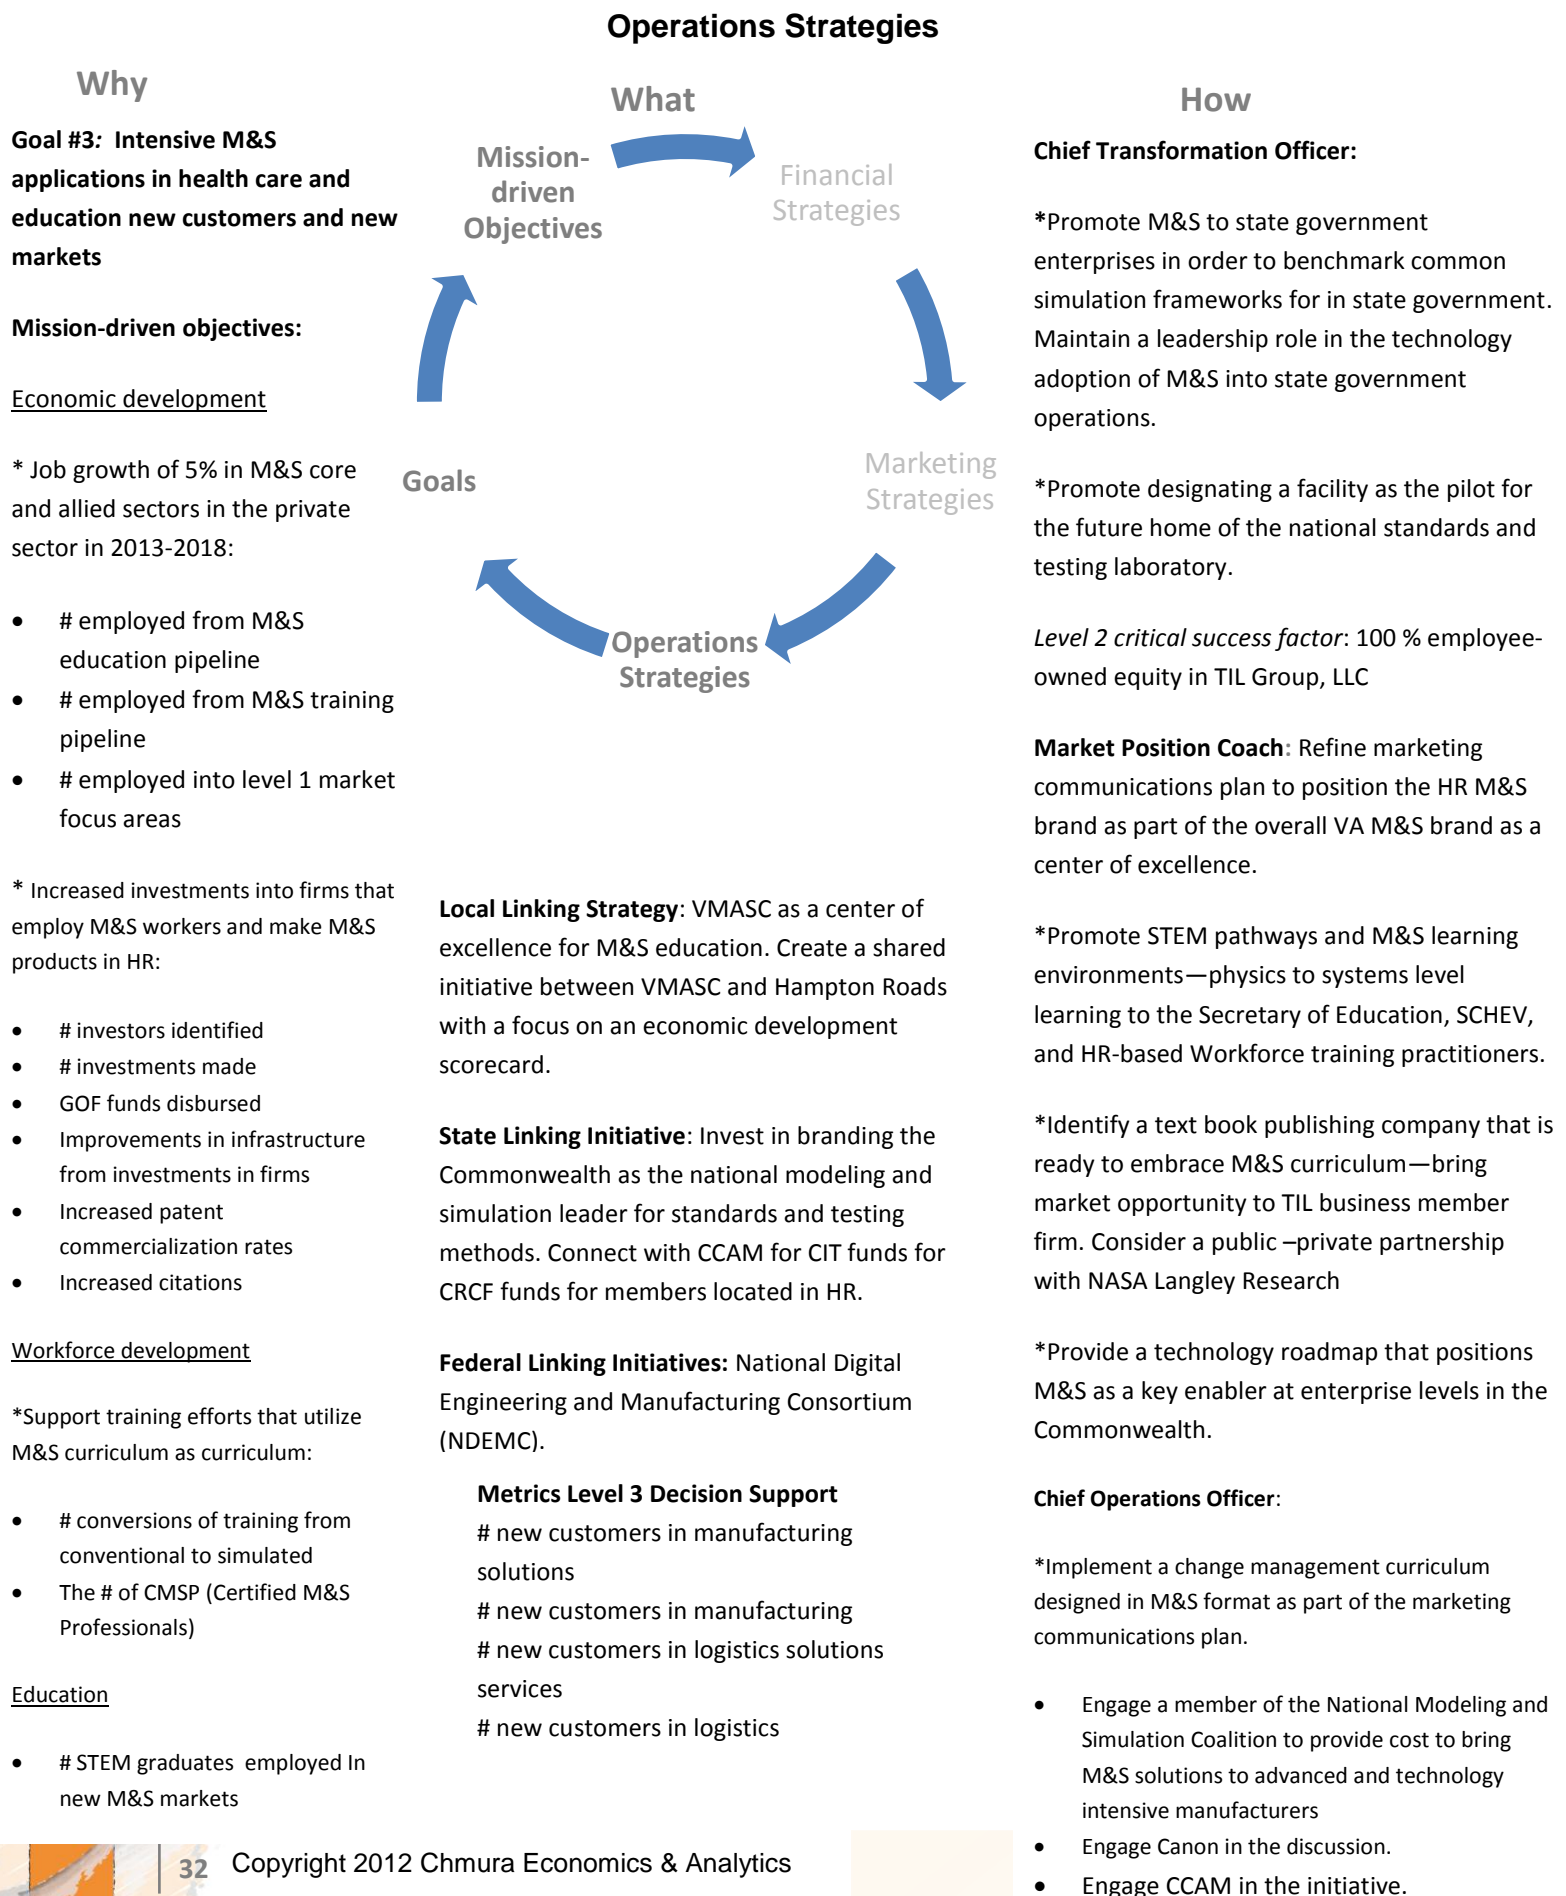 Operations Strategies
Why
Goal #3: Intensive M&S
applications in health care and
education new customers and new
markets
Mission-driven objectives:
Economic development
* Job growth of 5% in M&S core
and allied sectors in the private
sector in 2013-2018:
• # employed from M&S
education pipeline
• # employed from M&S training
pipeline
• # employed into level 1 market
focus areas
* Increased investments into firms that
employ M&S workers and make M&S
products in HR:
• # investors identified
• # investments made
• GOF funds disbursed
• Improvements in infrastructure
from investments in firms
• Increased patent
commercialization rates
• Increased citations
Workforce development
*Support training efforts that utilize
M&S curriculum as curriculum:
• # conversions of training from
conventional to simulated
• The # of CMSP (Certified M&S
Professionals)
Education
• # STEM graduates employed In
new M&S markets
What
Mission-
driven
Objectives
Financial
Strategies
Marketing
Strategies
Operations
Strategies
Goals
Local Linking Strategy: VMASC as a center of
excellence for M&S education. Create a shared
initiative between VMASC and Hampton Roads
with a focus on an economic development
scorecard.
State Linking Initiative: Invest in branding the
Commonwealth as the national modeling and
simulation leader for standards and testing
methods. Connect with CCAM for CIT funds for
CRCF funds for members located in HR.
Federal Linking Initiatives: National Digital
Engineering and Manufacturing Consortium
(NDEMC).
Metrics Level 3 Decision Support
# new customers in manufacturing
solutions
# new customers in manufacturing
# new customers in logistics solutions
services
# new customers in logistics
How
Chief Transformation Officer:
*Promote M&S to state government
enterprises in order to benchmark common
simulation frameworks for in state government.
Maintain a leadership role in the technology
adoption of M&S into state government
operations.
*Promote designating a facility as the pilot for
the future home of the national standards and
testing laboratory.
Level 2 critical success factor: 100 % employee-
owned equity in TIL Group, LLC
Market Position Coach: Refine marketing
communications plan to position the HR M&S
brand as part of the overall VA M&S brand as a
center of excellence.
*Promote STEM pathways and M&S learning
environments—physics to systems level
learning to the Secretary of Education, SCHEV,
and HR-based Workforce training practitioners.
*Identify a text book publishing company that is
ready to embrace M&S curriculum—bring
market opportunity to TIL business member
firm. Consider a public –private partnership
with NASA Langley Research
*Provide a technology roadmap that positions
M&S as a key enabler at enterprise levels in the
Commonwealth.
Chief Operations Officer:
*Implement a change management curriculum
designed in M&S format as part of the marketing
communications plan.
• Engage a member of the National Modeling and
Simulation Coalition to provide cost to bring
M&S solutions to advanced and technology
intensive manufacturers
• Engage Canon in the discussion.
• Engage CCAM in the initiative.
32 Copyright 2012 Chmura Economics & Analytics